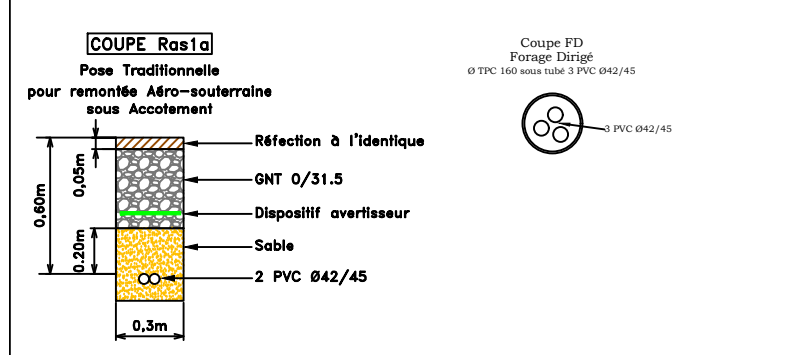 COUPE Ras1a
Pose Traditionnelle
pour remontée Aéro-souterraine
sous Accotement
Réfection à l'identique
GNT 0/31.5
Dispositif avertisseur
Sable
2 PVC Ø42/45
0,60m
0,05m
0.20m
0,3m
Coupe FD
Forage Dirigé
Ø TPC 160 sous tubé 3 PVC Ø42/45
3 PVC Ø42/45